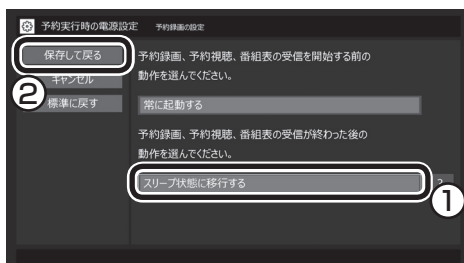 予約実行時の電源設定 予約録画の設定
保存して戻る
キャンセル
標準に戻す
②
予約録画、予約視聴、番組表の受信を開始する前の
動作を選んでください。
常に起動する
予約録画、予約視聴、番組表の受信が終わった後の
動作を選んでください。
スリープ状態に移行する
?
①